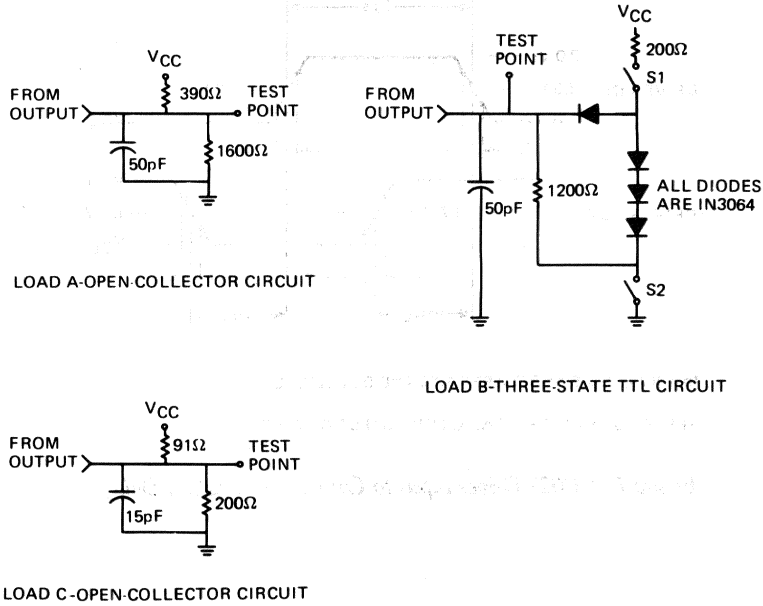 VCC
390Ω
FROM
OUTPUT
TEST
POINT
50pF
1600Ω
LOAD A-OPEN-COLLECTOR CIRCUIT
VCC
200Ω
S1
TEST
POINT
FROM
OUTPUT
50pF
1200Ω
ALL DIODES
ARE IN3064
S2
LOAD B-THREE-STATE TTL CIRCUIT
VCC
91Ω
FROM
OUTPUT
TEST
POINT
15pF
200Ω
LOAD C-OPEN-COLLECTOR CIRCUIT